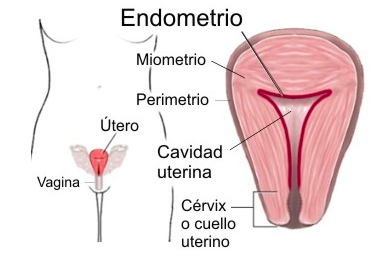 Endometrio
Miometrio
Perimetrio
Útero
Cavidad
uterina
Vagina
Cérvix
o cuello
uterino